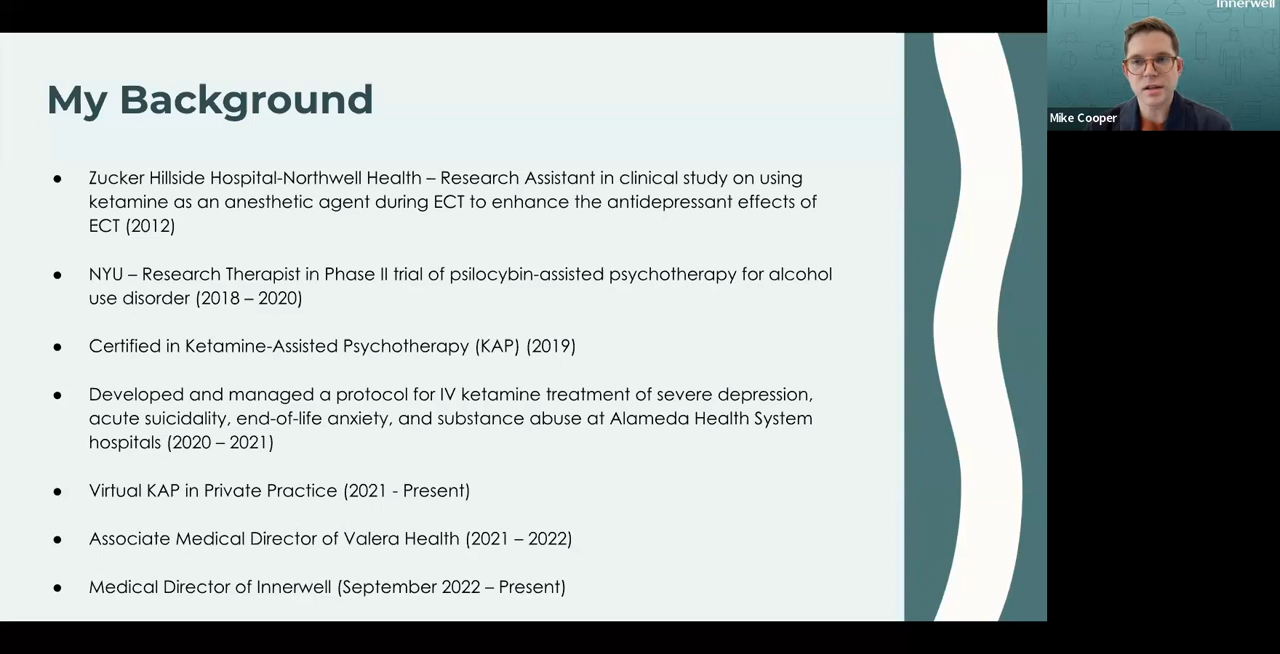 Innerwell
My Background
Mike Cooper
● Zucker Hillside Hospital-Northwell Health – Research Assistant in clinical study on using
ketamine as an anesthetic agent during ECT to enhance the antidepressant effects of
ECT (2012)
● NYU – Research Therapist in Phase II trial of psilocybin-assisted psychotherapy for alcohol
use disorder (2018 – 2020)
● Certified in Ketamine-Assisted Psychotherapy (KAP) (2019)
● Developed and managed a protocol for IV ketamine treatment of severe depression,
acute suicidality, end-of-life anxiety, and substance abuse at Alameda Health System
hospitals (2020 – 2021)
● Virtual KAP in Private Practice (2021 - Present)
● Associate Medical Director of Valera Health (2021 – 2022)
● Medical Director of Innerwell (September 2022 – Present)